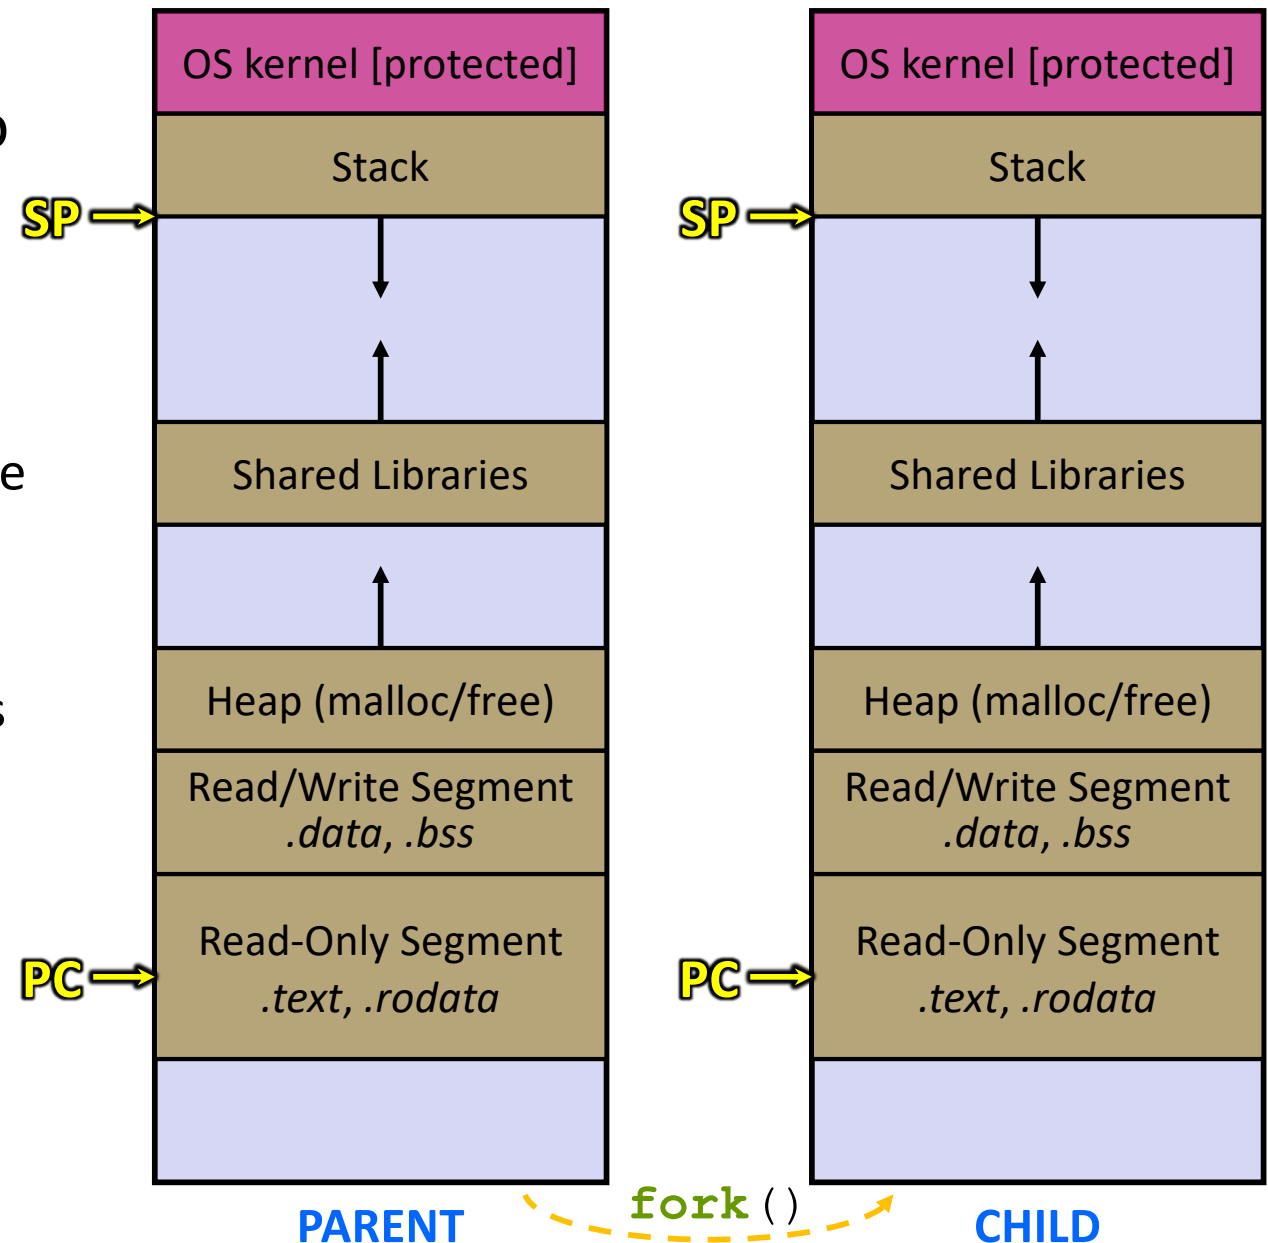 OS kernel [protected]
Stack
SP
Shared Libraries
Heap (malloc/free)
Read/Write Segment
.data, .bss
Read-Only Segment
PC
.text, .rodata
PARENT
fork()
OS kernel [protected]
Stack
SP
Shared Libraries
Heap (malloc/free)
Read/Write Segment
.data, .bss
Read-Only Segment
PC
.text, .rodata
CHILD